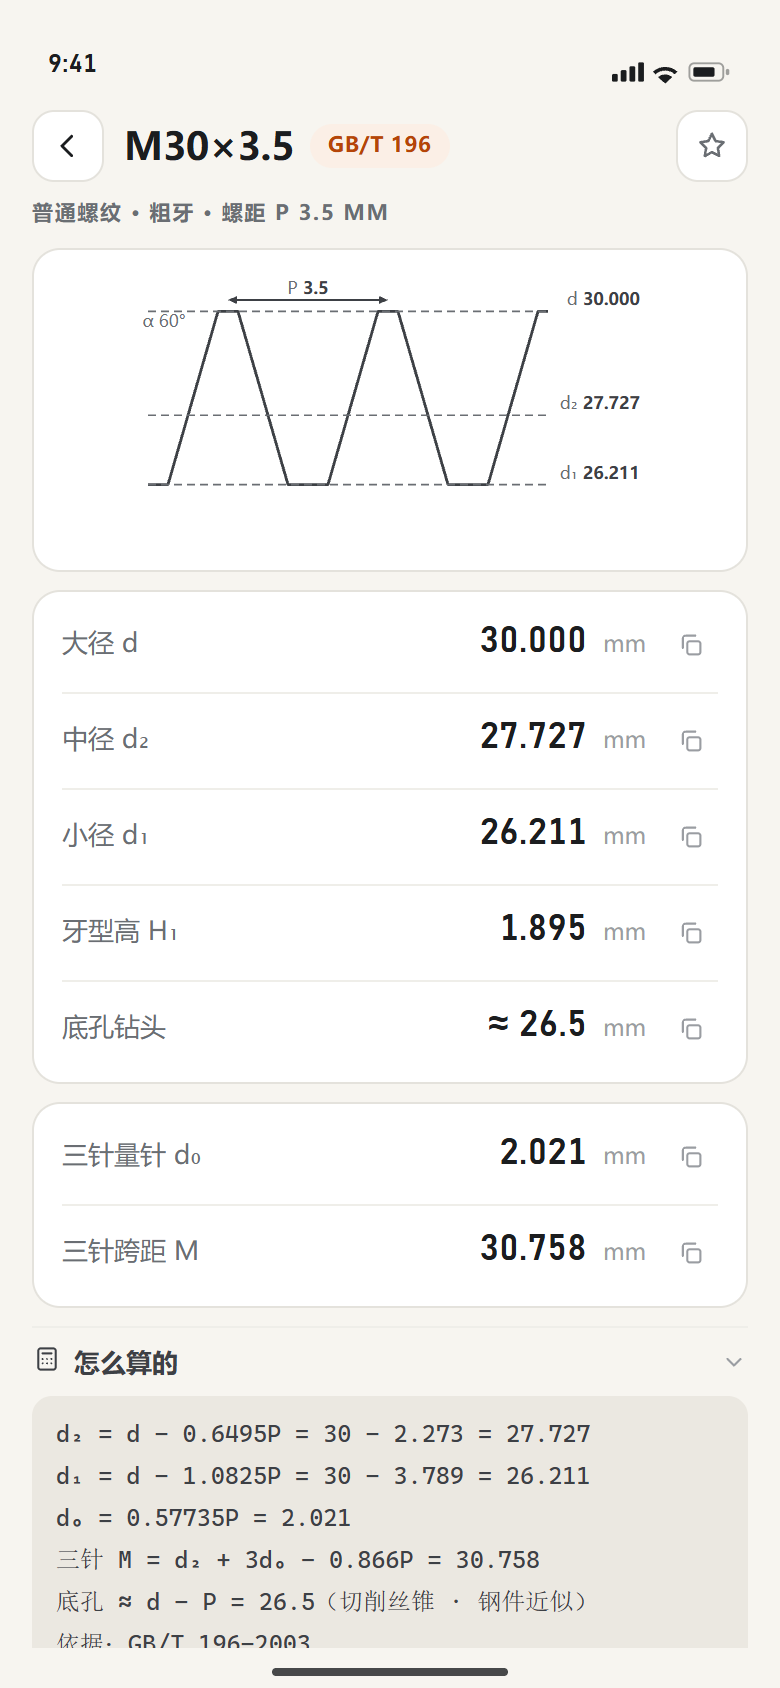 9:41
M30×3.5 GB/T 196
普通螺纹 • 粗牙 • 螺距 P 3.5 MM
P 3.5
d 30.000
α 60°
d₂ 27.727
d₁ 26.211
大径 d 30.000 mm
中径 d₂ 27.727 mm
小径 d₁ 26.211 mm
牙型高 H₁ 1.895 mm
底孔钻头 ≈ 26.5 mm
三针量针 d₀ 2.021 mm
三针跨距 M 30.758 mm
怎么算的
d₂ = d − 0.6495P = 30 − 2.273 = 27.727
d₁ = d − 1.0825P = 30 − 3.789 = 26.211
d₀ = 0.57735P = 2.021
三针 M = d₂ + 3d₀ − 0.866P = 30.758
底孔 ≈ d − P = 26.5（切削丝锥 · 钢件近似）
依据: GB/T 196—2003